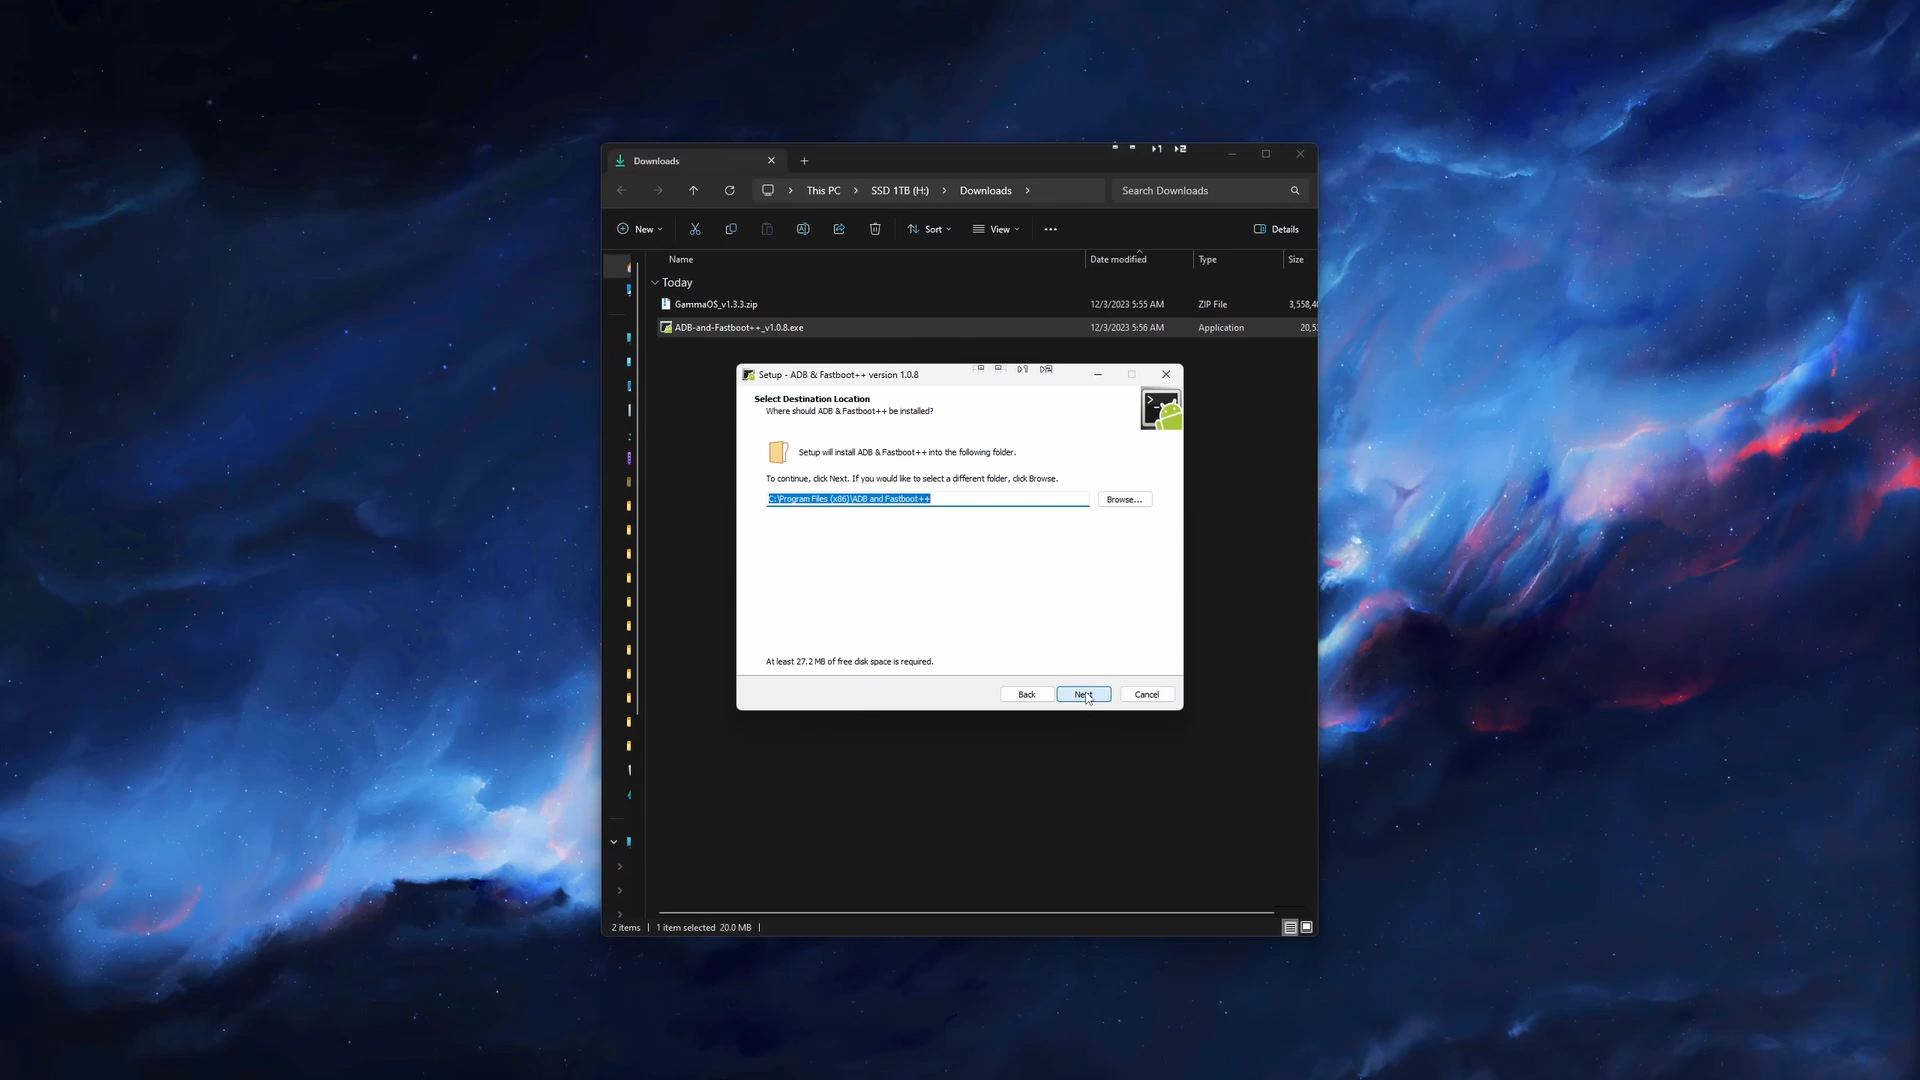 Downloads
This PC
SSD 1TB (H:)
Downloads
Search Downloads
New
Sort
View
Details
Name
Date modified
Type
Size
Today
GammaOS_v1.3.3.zip
12/3/2023 5:55 AM
ZIP File
ADB-and-Fastboot++_v1.0.8.exe
12/3/2023 5:56 AM
Application
Setup - ADB & Fastboot++ version 1.0.8
Select Destination Location
Where should ADB & Fastboot++ be installed?
Setup will install ADB & Fastboot++ into the following folder.
To continue, click Next. If you would like to select a different folder, click Browse.
C:\Program Files (x86)\ADB and Fastboot++
Browse...
At least 27.2 MB of free disk space is required.
Back
Next
Cancel
2 items
1 item selected 20.0 MB